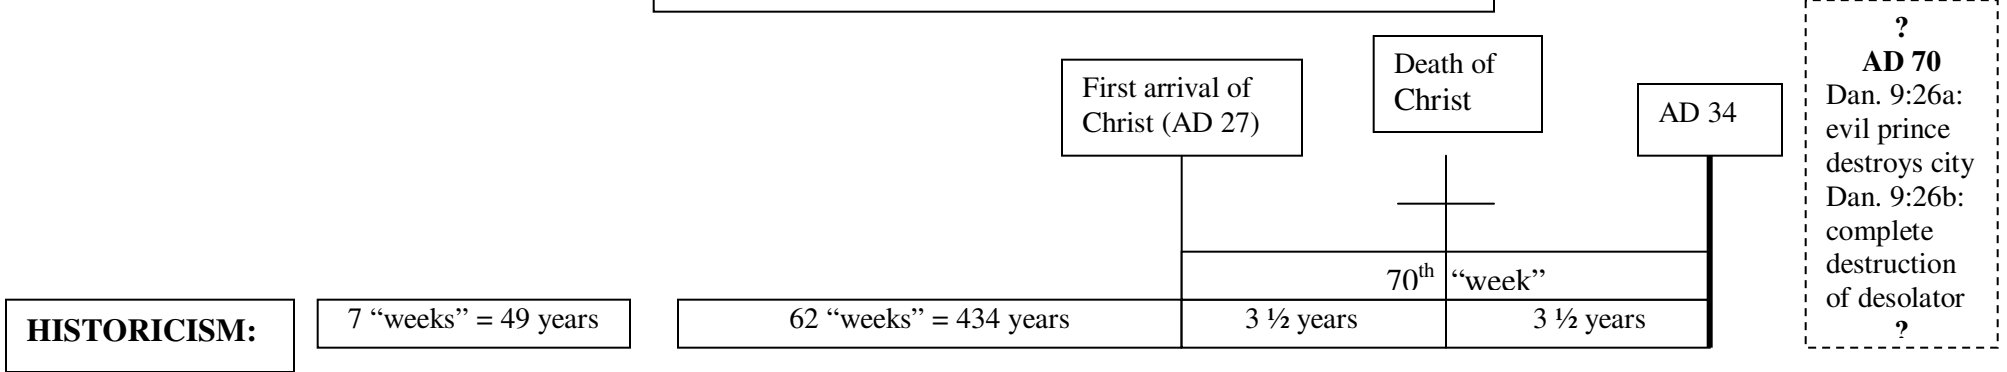 First arrival of
Christ (AD 27)
Death of
Christ
AD 34
?
AD 70
Dan. 9:26a:
evil prince
destroys city
Dan. 9:26b:
complete
destruction
of desolator
?
70th “week”
HISTORICISM:
7 “weeks” = 49 years
62 “weeks” = 434 years
3 ½ years
3 ½ years